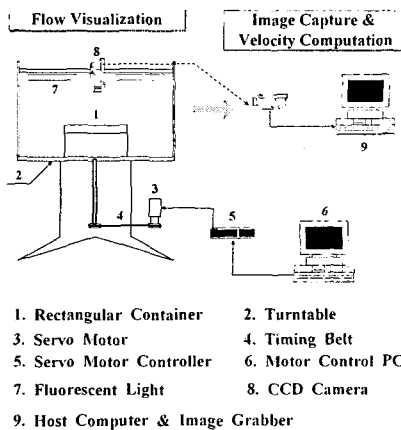 Flow Visualization
Image Capture &
Velocity Computation
8
7
1
9
2
3
4
5
6
1. Rectangular Container
2. Turntable
3. Servo Motor
4. Timing Belt
5. Servo Motor Controller
6. Motor Control PC
7. Fluorescent Light
8. CCD Camera
9. Host Computer & Image Grabber